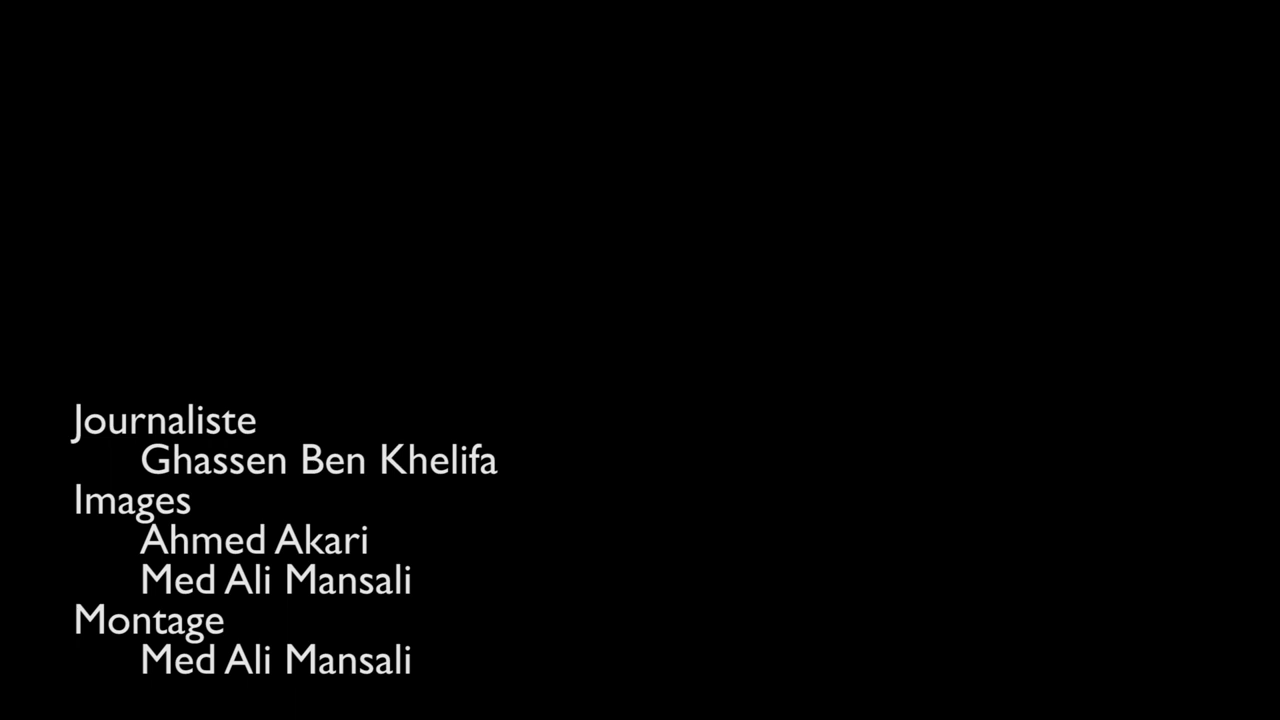 Journaliste
Ghassen Ben Khelifa
Images
Ahmed Akari
Med Ali Mansali
Montage
Med Ali Mansali